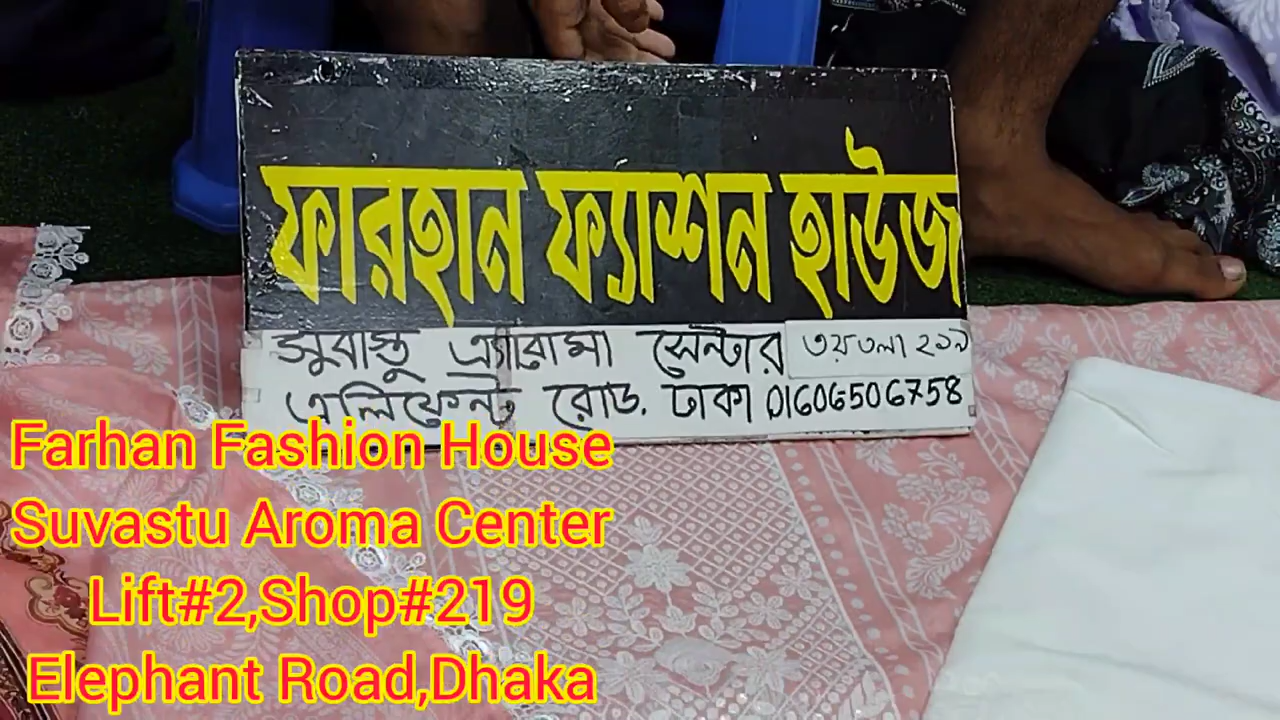 ফারহান ফ্যাশন হাউজ
সুবাস্তু এ্যারোমা সেন্টার ৩য় তলা ২১৯
এলিফেন্ট রোড. ঢাকা 01606506758
Farhan Fashion House
Suvastu Aroma Center
Lift#2,Shop#219
Elephant Road,Dhaka